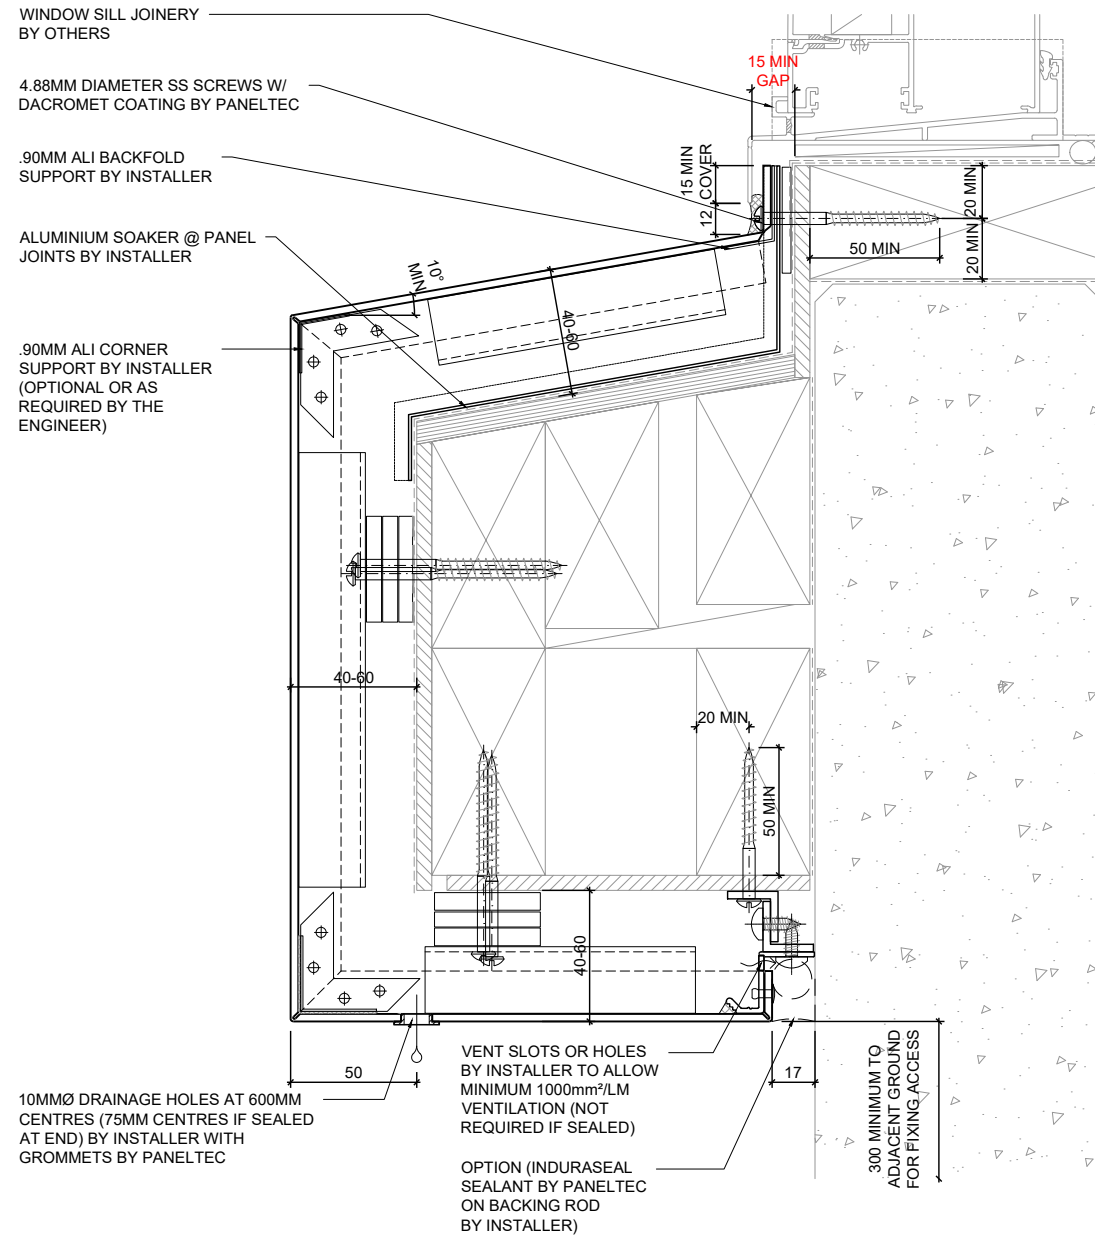 WINDOW SILL JOINERY
BY OTHERS
4.88MM DIAMETER SS SCREWS W/
DACROMET COATING BY PANELTEC
.90MM ALI BACKFOLD
SUPPORT BY INSTALLER
ALUMINIUM SOAKER @ PANEL
JOINTS BY INSTALLER
.90MM ALI CORNER
SUPPORT BY INSTALLER
(OPTIONAL OR AS
REQUIRED BY THE
ENGINEER)
15 MIN
GAP
15 MIN
COVER
12
20 MIN
20 MIN
50 MIN
10°
MIN
40-60
40-60
20 MIN
50 MIN
40-60
50
17
10MMØ DRAINAGE HOLES AT 600MM
CENTRES (75MM CENTRES IF SEALED
AT END) BY INSTALLER WITH
GROMMETS BY PANELTEC
VENT SLOTS OR HOLES
BY INSTALLER TO ALLOW
MINIMUM 1000mm²/LM
VENTILATION (NOT
REQUIRED IF SEALED)
OPTION (INDURASEAL
SEALANT BY PANELTEC
ON BACKING ROD
BY INSTALLER)
300 MINIMUM TO
ADJACENT GROUND
FOR FIXING ACCESS